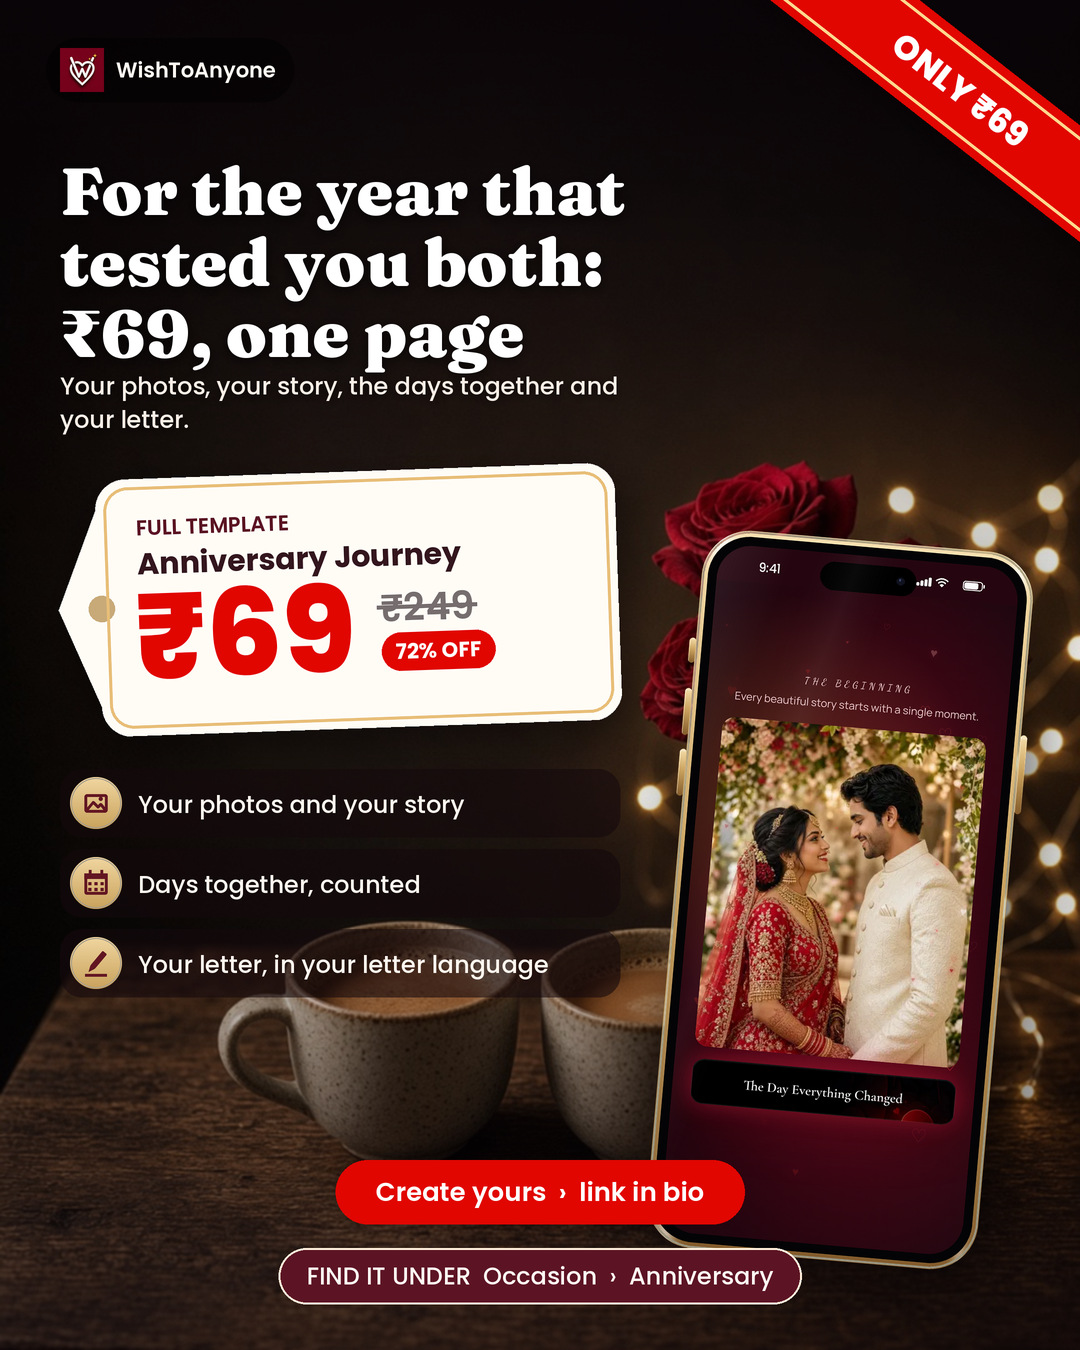 WishToAnyone
ONLY ₹69
For the year that
tested you both:
₹69, one page
Your photos, your story, the days together and
your letter.
FULL TEMPLATE
Anniversary Journey
₹69 ₹249
72% OFF
Your photos and your story
Days together, counted
Your letter, in your letter language
9:41
THE BEGINNING
Every beautiful story starts with a single moment.
The Day Everything Changed
Create yours › link in bio
FIND IT UNDER Occasion › Anniversary